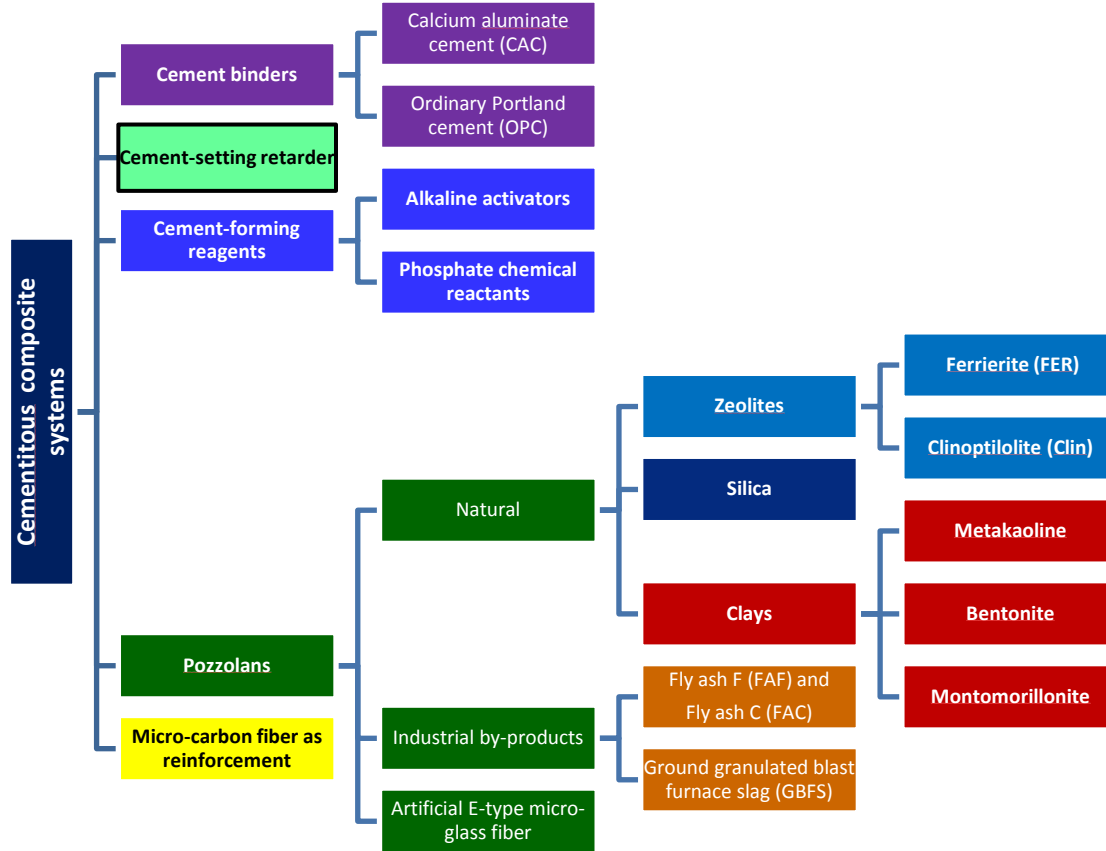 Cementitous composite
systems
Cement binders
Calcium aluminate
cement (CAC)
Ordinary Portland
cement (OPC)
Cement-setting retarder
Cement-forming
reagents
Alkaline activators
Phosphate chemical
reactants
Pozzolans
Natural
Zeolites
Ferrierite (FER)
Clinoptilolite (Clin)
Silica
Clays
Metakaoline
Bentonite
Montomorillonite
Industrial by-products
Fly ash F (FAF) and
Fly ash C (FAC)
Ground granulated blast
furnace slag (GBFS)
Artificial E-type micro-
glass fiber
Micro-carbon fiber as
reinforcement